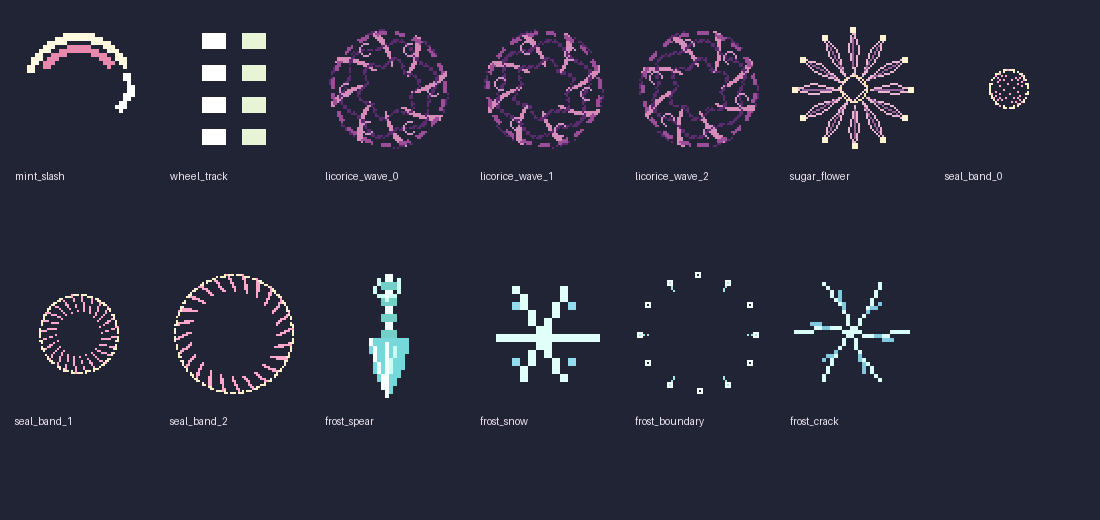 mint_slash wheel_track licorice_wave_0 licorice_wave_1 licorice_wave_2 sugar_flower seal_band_0
seal_band_1 seal_band_2 frost_spear frost_snow frost_boundary frost_crack